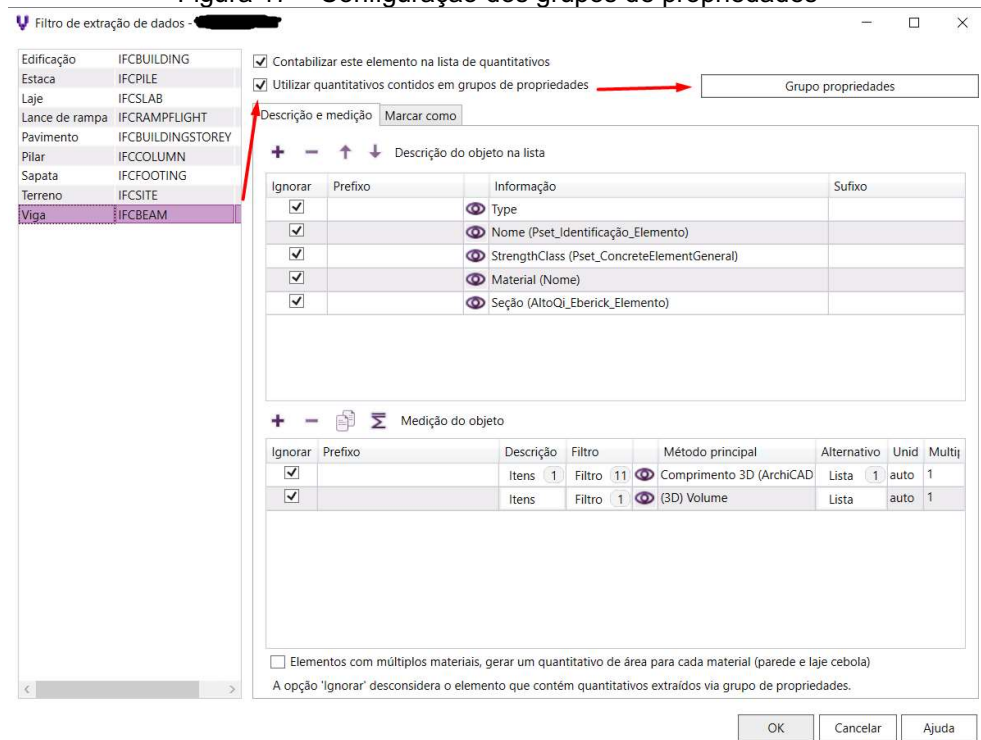 Filtro de extração de dados -
Edificação IFCBUILDING
Estaca IFCPILE
Laje IFCSLAB
Lance de rampa IFCRAMPFLIGHT
Pavimento IFCBUILDINGSTOREY
Pilar IFCCOLUMN
Sapata IFCFOOTING
Terreno IFCSITE
Viga IFCBEAM
Contabilizar este elemento na lista de quantitativos
Utilizar quantitativos contidos em grupos de propriedades
Grupo propriedades
Descrição e medição Marcar como
Descrição do objeto na lista
Ignorar Prefixo Informação Sufixo
Type
Nome (Pset_Identificação_Elemento)
StrengthClass (Pset_ConcreteElementGeneral)
Material (Nome)
Seção (AltoQi_Eberick_Elemento)
Medição do objeto
Ignorar Prefixo Descrição Filtro Método principal Alternativo Unid
Itens 1 Filtro 11 Comprimento 3D (ArchiCAD Lista 1 auto 1
Itens Filtro 1 (3D) Volume Lista auto 1
Elementos com múltiplos materiais, gerar um quantitativo de área para cada material (parede e laje cebola)
A opção 'Ignorar' desconsidera o elemento que contém quantitativos extraídos via grupo de propriedades.
OK Cancelar Ajuda